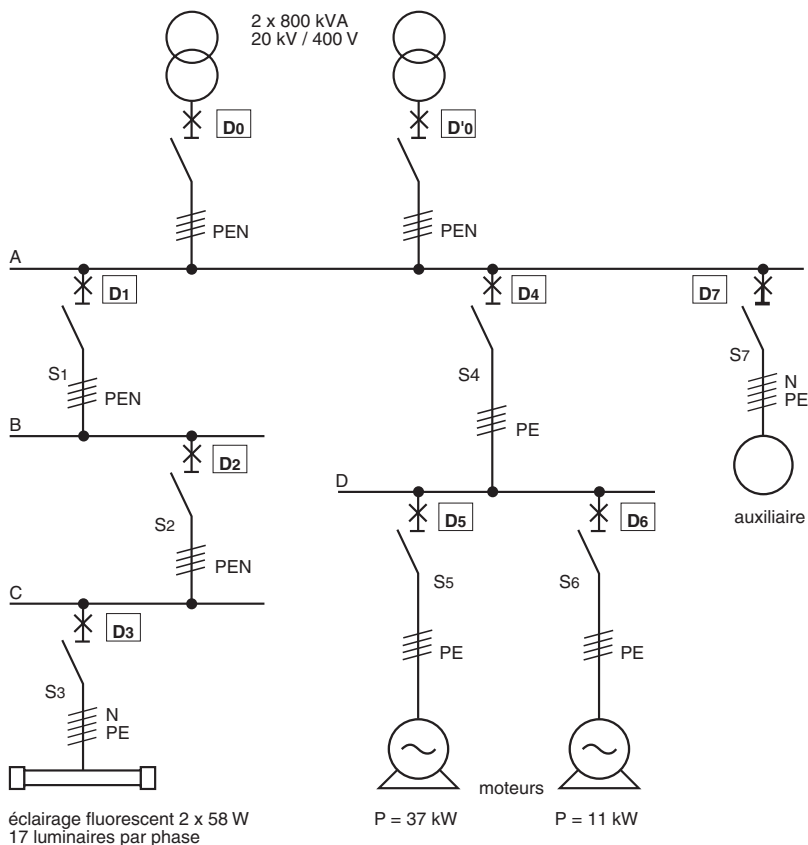 2 x 800 kVA
20 kV / 400 V
D0
D'0
PEN
PEN
A
D1
D4
D7
S1
PEN
S4
PE
S7
N
PE
B
D2
S2
PEN
D
D5
D6
auxiliaire
S5
PE
S6
PE
C
D3
S3
N
PE
moteurs
éclairage fluorescent 2 x 58 W
17 luminaires par phase
P = 37 kW
P = 11 kW